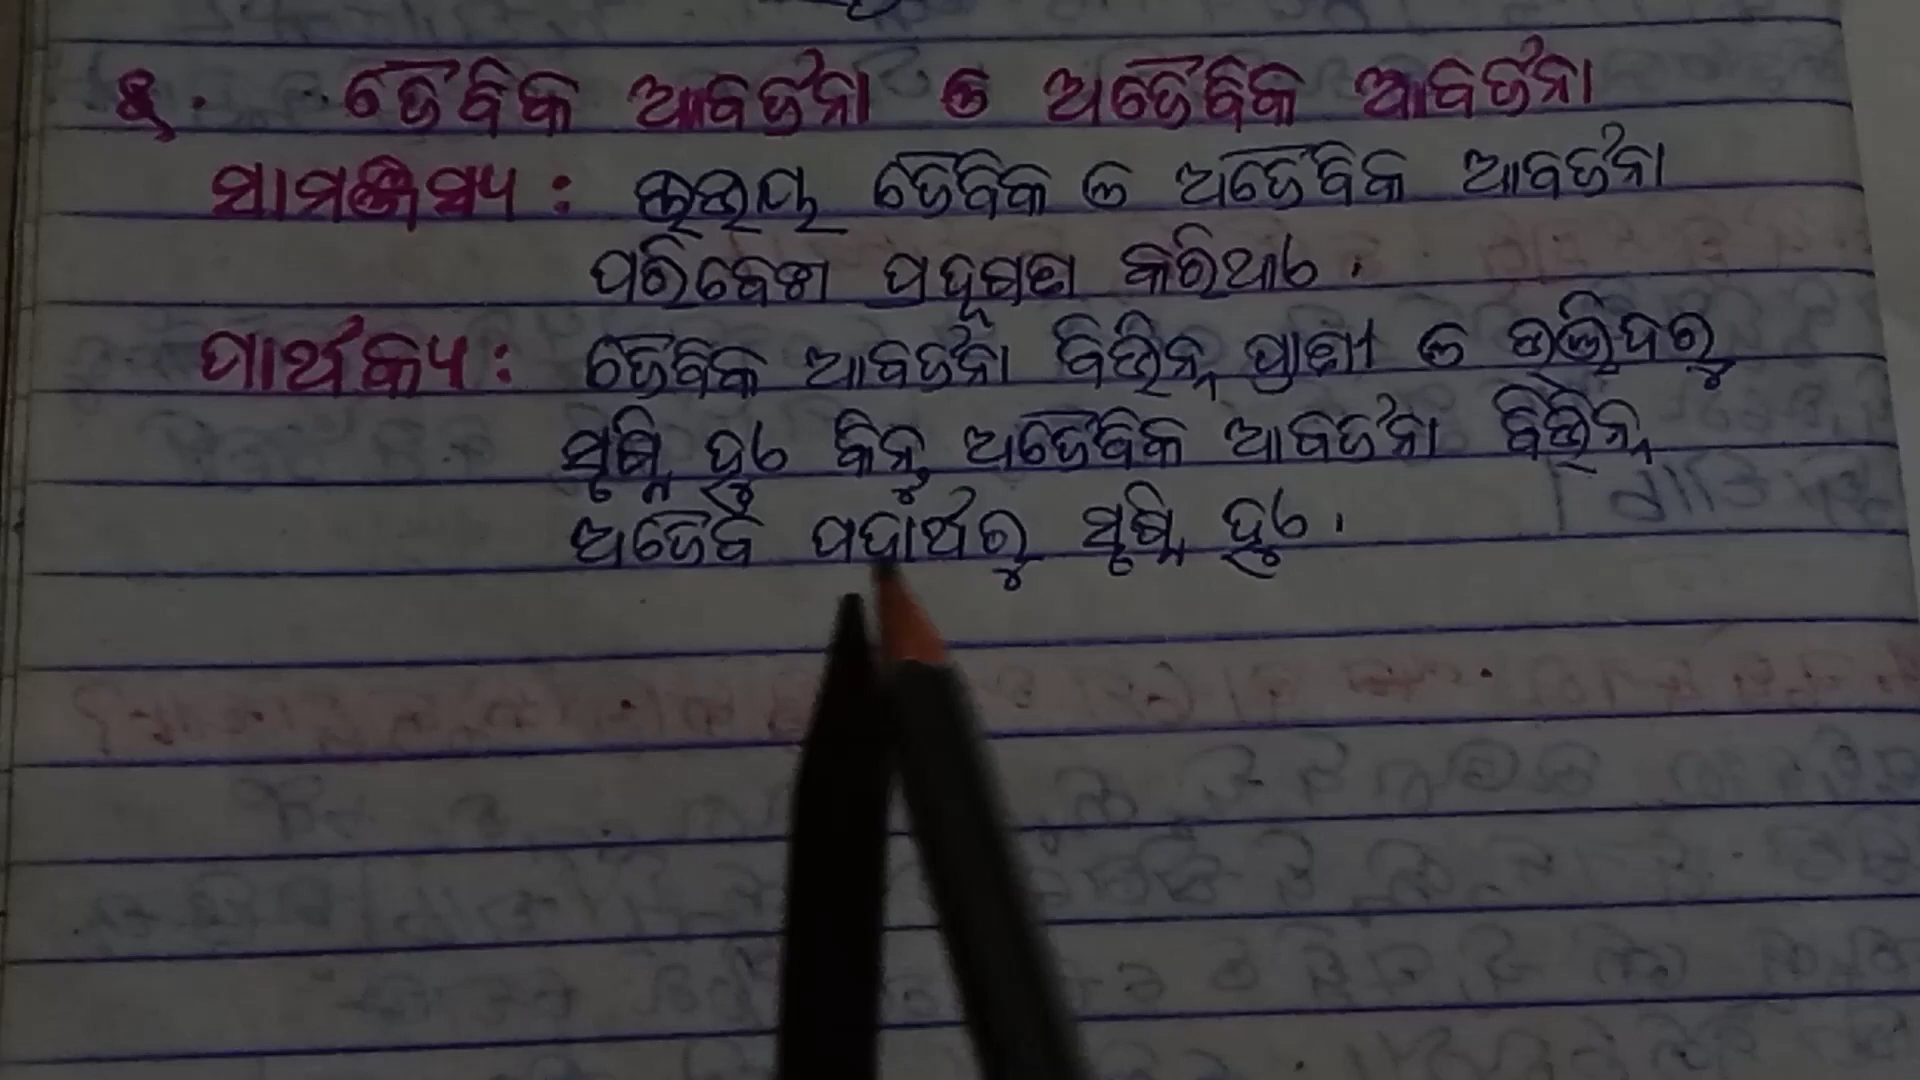 ୫. ଜୈବିକ ଆବର୍ଜନା ଓ ଅଜୈବିକ ଆବର୍ଜନା
ସାମଞ୍ଜସ୍ୟ : ଉଭୟ ଜୈବିକ ଓ ଅଜୈବିକ ଆବର୍ଜନା
ପରିବେଶ ପ୍ରଦୂଷଣ କରିଥାଏ ।
ପାର୍ଥକ୍ୟ : ଜୈବିକ ଆବର୍ଜନା ବିଭିନ୍ନ ପ୍ରାଣୀ ଓ ଉଦ୍ଭିଦରୁ
ସୃଷ୍ଟି ହୁଏ କିନ୍ତୁ ଅଜୈବିକ ଆବର୍ଜନା ବିଭିନ୍ନ
ଅଜୈବ ପଦାର୍ଥରୁ ସୃଷ୍ଟି ହୁଏ ।